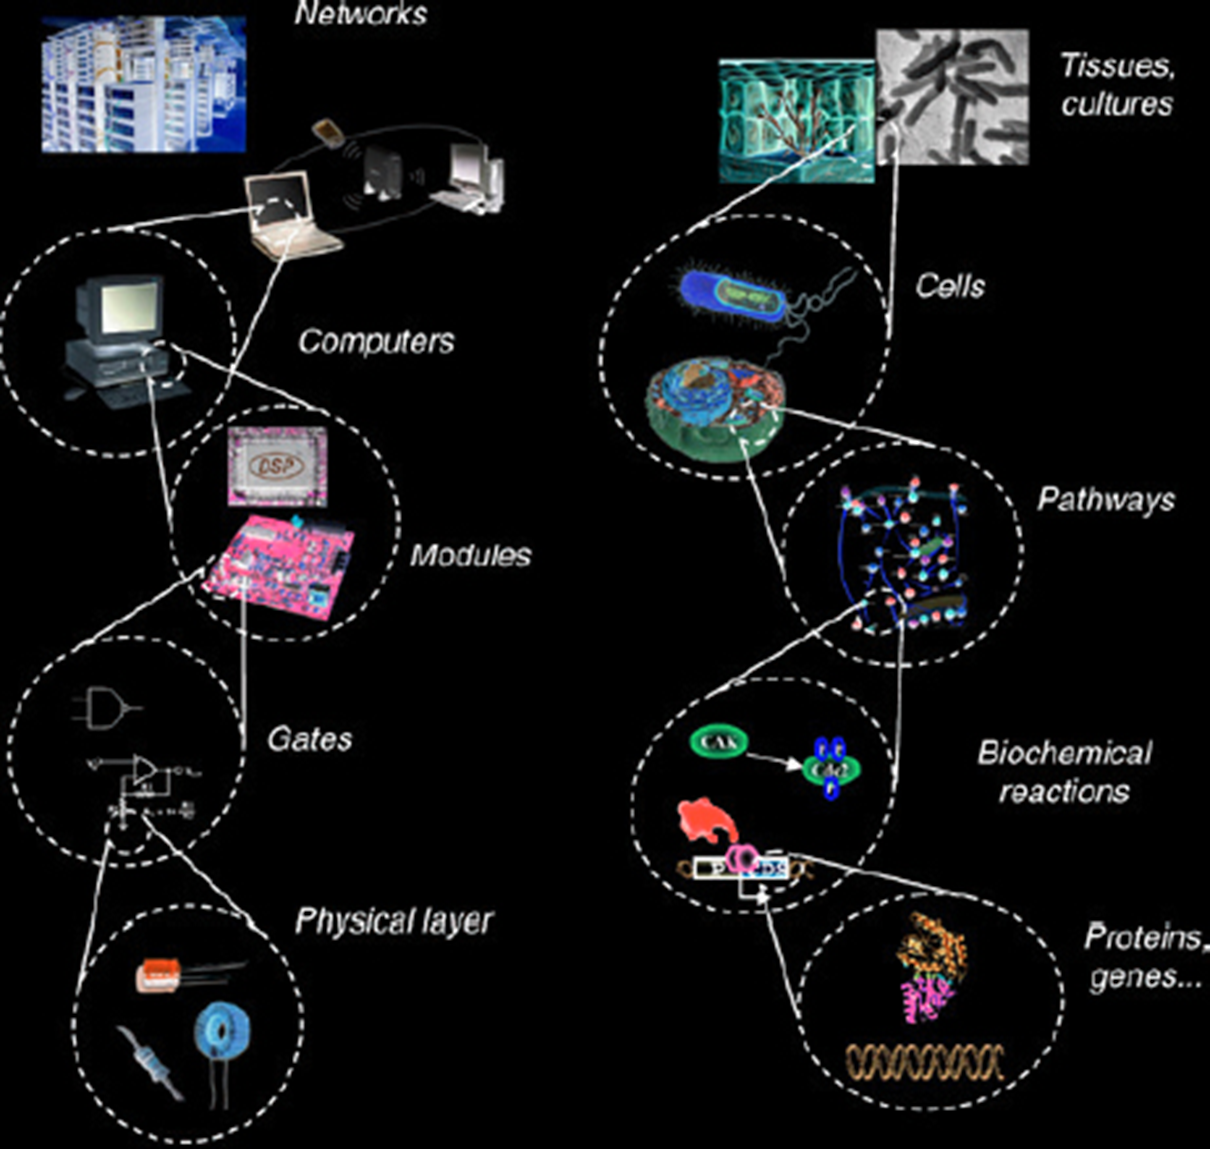 Networks
Tissues,
cultures
Cells
Computers
DSP
Pathways
Modules
Gates
CAK
Biochemical
reactions
P
Physical layer
Proteins,
genes...